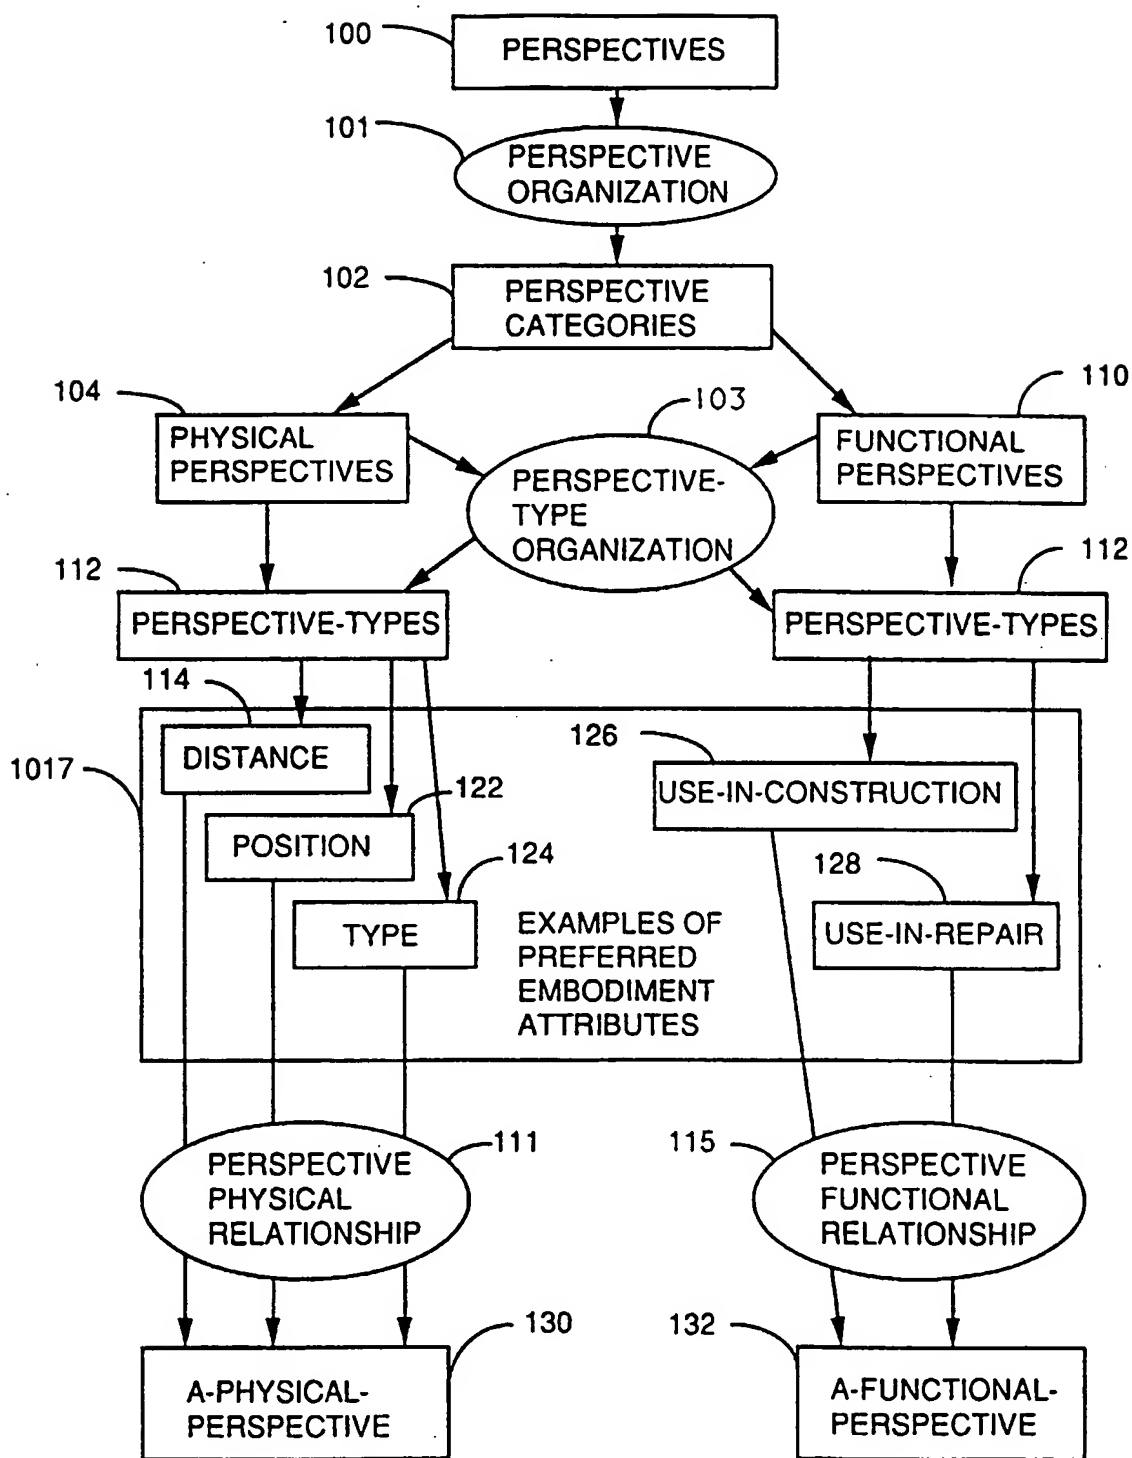 100
PERSPECTIVES
101
PERSPECTIVE
ORGANIZATION
102
PERSPECTIVE
CATEGORIES
104
PHYSICAL
PERSPECTIVES
103
PERSPECTIVE-
TYPE
ORGANIZATION
110
FUNCTIONAL
PERSPECTIVES
112
PERSPECTIVE-TYPES
112
PERSPECTIVE-TYPES
1017
114
DISTANCE
122
POSITION
124
TYPE
EXAMPLES OF
PREFERRED
EMBODIMENT
ATTRIBUTES
126
USE-IN-CONSTRUCTION
128
USE-IN-REPAIR
111
PERSPECTIVE
PHYSICAL
RELATIONSHIP
115
PERSPECTIVE
FUNCTIONAL
RELATIONSHIP
130
A-PHYSICAL-
PERSPECTIVE
132
A-FUNCTIONAL-
PERSPECTIVE